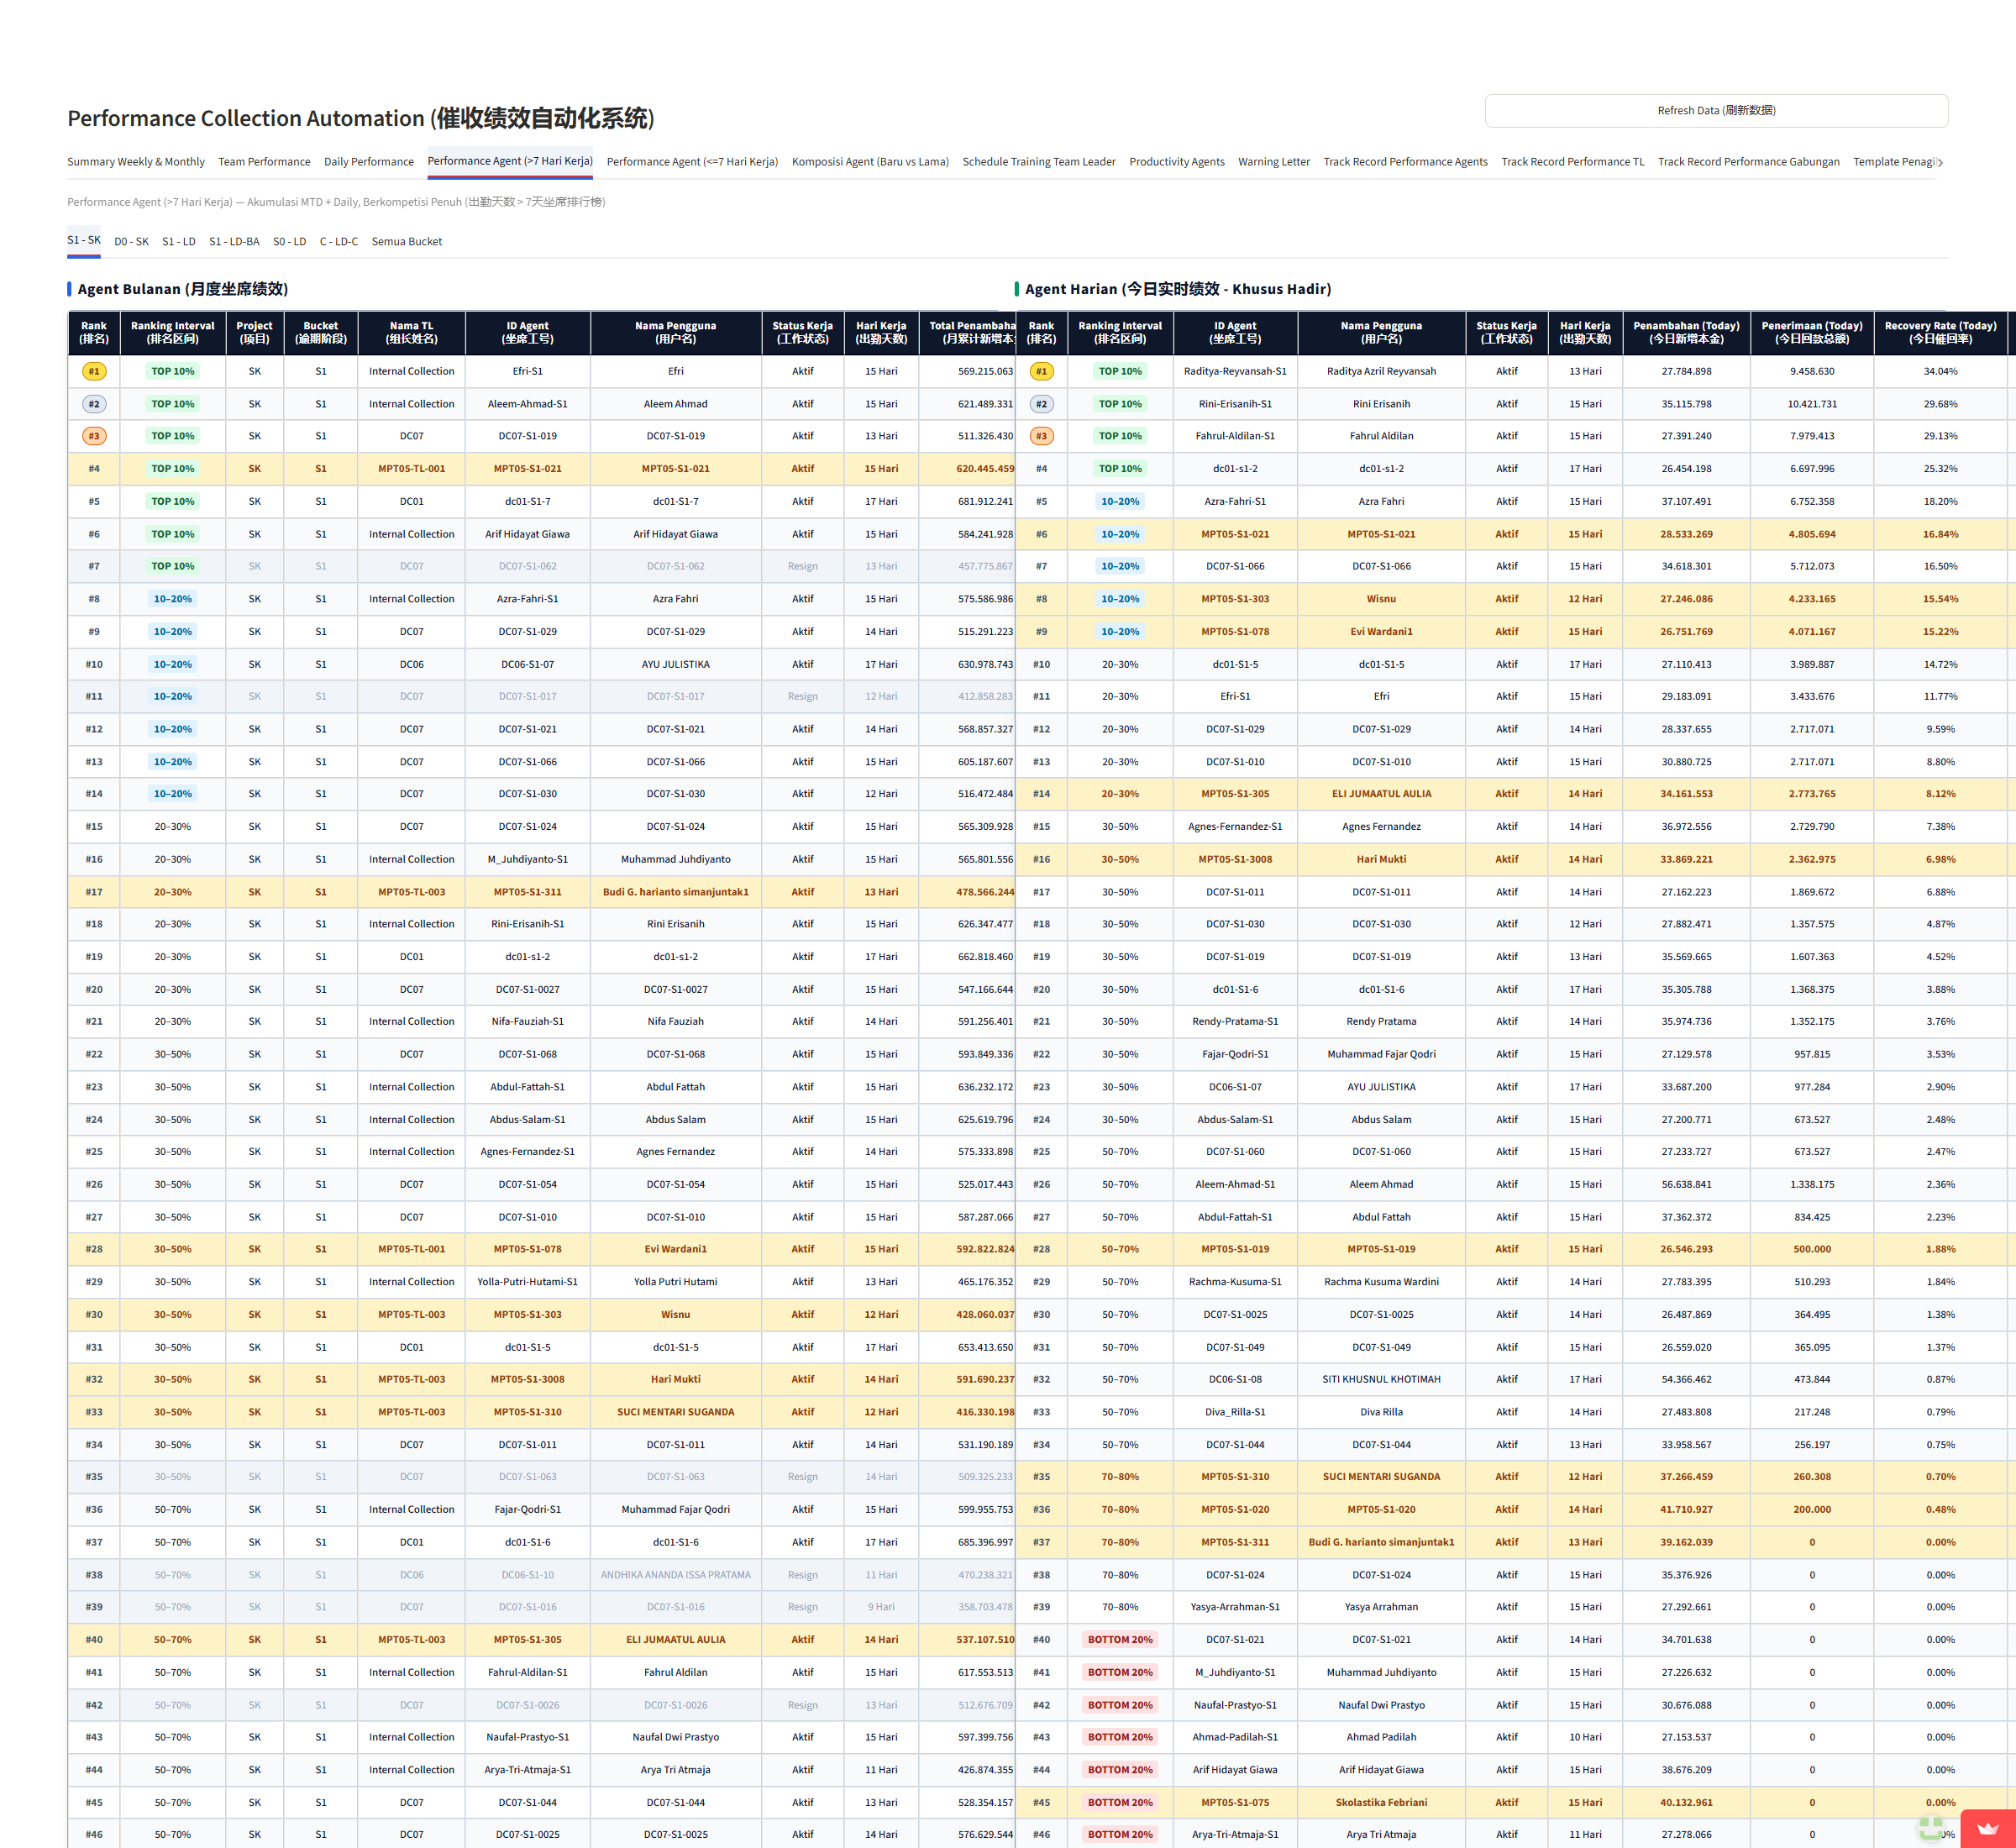 Performance Collection Automation (催收绩效自动化系统)
Refresh Data (刷新数据)
Summary Weekly & Monthly Team Performance Daily Performance Performance Agent (>7 Hari Kerja) Performance Agent (<=7 Hari Kerja) Komposisi Agent (Baru vs Lama) Schedule Training Team Leader Productivity Agents Warning Letter Track Record Performance Agents Track Record Performance TL Track Record Performance Gabungan Template Penagi
Performance Agent (>7 Hari Kerja) — Akumulasi MTD + Daily, Berkompetisi Penuh (出勤天数 > 7天坐席排行榜)
S1 - SK D0 - SK S1 - LD S1 - LD-BA S0 - LD C - LD-C Semua Bucket
Agent Bulanan (月度坐席绩效)
Rank Ranking Interval Project Bucket Nama TL ID Agent Nama Pengguna Status Kerja Hari Kerja Total Penambaha
(排名) (排名区间) (项目) (逾期阶段) (组长姓名) (坐席工号) (用户名) (工作状态) (出勤天数) (月累计新增本
#1 TOP 10% SK S1 Internal Collection Efri-S1 Efri Aktif 15 Hari 569.215.063
#2 TOP 10% SK S1 Internal Collection Aleem-Ahmad-S1 Aleem Ahmad Aktif 15 Hari 621.489.331
#3 TOP 10% SK S1 DC07 DC07-S1-019 DC07-S1-019 Aktif 13 Hari 511.326.430
#4 TOP 10% SK S1 MPT05-TL-001 MPT05-S1-021 MPT05-S1-021 Aktif 15 Hari 620.445.459
#5 TOP 10% SK S1 DC01 dc01-s1-7 dc01-s1-7 Aktif 17 Hari 681.912.241
#6 TOP 10% SK S1 Internal Collection Arif Hidayat Giawa Arif Hidayat Giawa Aktif 15 Hari 584.241.928
#7 TOP 10% SK S1 DC07 DC07-S1-062 DC07-S1-062 Resign 13 Hari 457.775.867
#8 10–20% SK S1 Internal Collection Azra-Fahri-S1 Azra Fahri Aktif 15 Hari 575.586.986
#9 10–20% SK S1 DC07 DC07-S1-029 DC07-S1-029 Aktif 14 Hari 515.291.223
#10 10–20% SK S1 DC06 DC06-S1-07 AYU JULISTIKA Aktif 17 Hari 630.978.743
#11 10–20% SK S1 DC07 DC07-S1-017 DC07-S1-017 Resign 12 Hari 412.858.283
#12 10–20% SK S1 DC07 DC07-S1-021 DC07-S1-021 Aktif 14 Hari 568.857.327
#13 10–20% SK S1 DC07 DC07-S1-066 DC07-S1-066 Aktif 15 Hari 605.187.607
#14 10–20% SK S1 DC07 DC07-S1-030 DC07-S1-030 Aktif 12 Hari 516.472.484
#15 20–30% SK S1 DC07 DC07-S1-024 DC07-S1-024 Aktif 15 Hari 565.309.928
#16 20–30% SK S1 Internal Collection M_Juhdiyanto-S1 Muhammad Juhdiyanto Aktif 15 Hari 565.801.556
#17 20–30% SK S1 MPT05-TL-003 MPT05-S1-311 Budi G. harianto simanjuntak1 Aktif 13 Hari 478.566.244
#18 20–30% SK S1 Internal Collection Rini-Erisanih-S1 Rini Erisanih Aktif 15 Hari 626.347.477
#19 20–30% SK S1 DC01 dc01-s1-2 dc01-s1-2 Aktif 17 Hari 662.818.460
#20 20–30% SK S1 DC07 DC07-S1-0027 DC07-S1-0027 Aktif 15 Hari 547.166.644
#21 20–30% SK S1 Internal Collection Nifa-Fauziah-S1 Nifa Fauziah Aktif 14 Hari 591.256.401
#22 30–50% SK S1 DC07 DC07-S1-068 DC07-S1-068 Aktif 15 Hari 593.849.336
#23 30–50% SK S1 Internal Collection Abdul-Fattah-S1 Abdul Fattah Aktif 15 Hari 636.232.172
#24 30–50% SK S1 Internal Collection Abdus-Salam-S1 Abdus Salam Aktif 15 Hari 625.619.796
#25 30–50% SK S1 Internal Collection Agnes-Fernandez-S1 Agnes Fernandez Aktif 14 Hari 575.333.898
#26 30–50% SK S1 DC07 DC07-S1-054 DC07-S1-054 Aktif 15 Hari 525.017.443
#27 30–50% SK S1 DC07 DC07-S1-010 DC07-S1-010 Aktif 15 Hari 587.287.066
#28 30–50% SK S1 MPT05-TL-001 MPT05-S1-078 Evi Wardani1 Aktif 15 Hari 592.822.824
#29 30–50% SK S1 Internal Collection Yolla-Putri-Hutami-S1 Yolla Putri Hutami Aktif 13 Hari 465.176.352
#30 30–50% SK S1 MPT05-TL-003 MPT05-S1-303 Wisnu Aktif 12 Hari 428.060.037
#31 30–50% SK S1 DC01 dc01-S1-5 dc01-S1-5 Aktif 17 Hari 653.413.650
#32 30–50% SK S1 MPT05-TL-003 MPT05-S1-3008 Hari Mukti Aktif 14 Hari 591.690.237
#33 30–50% SK S1 MPT05-TL-003 MPT05-S1-310 SUCI MENTARI SUGANDA Aktif 12 Hari 416.330.198
#34 30–50% SK S1 DC07 DC07-S1-011 DC07-S1-011 Aktif 14 Hari 531.190.189
#35 30–50% SK S1 DC07 DC07-S1-063 DC07-S1-063 Resign 14 Hari 509.325.233
#36 50–70% SK S1 Internal Collection Fajar-Qodri-S1 Muhammad Fajar Qodri Aktif 15 Hari 599.955.753
#37 50–70% SK S1 DC01 dc01-S1-6 dc01-S1-6 Aktif 17 Hari 685.396.997
#38 50–70% SK S1 DC06 DC06-S1-10 ANDHIKA ANANDA ISSA PRATAMA Resign 11 Hari 470.238.321
#39 50–70% SK S1 DC07 DC07-S1-016 DC07-S1-016 Resign 9 Hari 358.703.478
#40 50–70% SK S1 MPT05-TL-003 MPT05-S1-305 ELI JUMAATUL AULIA Aktif 14 Hari 537.107.510
#41 50–70% SK S1 Internal Collection Fahrul-Aldilan-S1 Fahrul Aldilan Aktif 15 Hari 617.553.513
#42 50–70% SK S1 DC07 DC07-S1-0026 DC07-S1-0026 Resign 13 Hari 512.676.709
#43 50–70% SK S1 Internal Collection Naufal-Prastyo-S1 Naufal Dwi Prastyo Aktif 15 Hari 597.399.756
#44 50–70% SK S1 Internal Collection Arya-Tri-Atmaja-S1 Arya Tri Atmaja Aktif 11 Hari 426.874.355
#45 50–70% SK S1 DC07 DC07-S1-044 DC07-S1-044 Aktif 13 Hari 528.354.157
#46 50–70% SK S1 DC07 DC07-S1-0025 DC07-S1-0025 Aktif 14 Hari 576.629.544
Agent Harian (今日实时绩效 - Khusus Hadir)
Rank Ranking Interval ID Agent Nama Pengguna Status Kerja Hari Kerja Penambahan (Today) Penerimaan (Today) Recovery Rate (Today)
(排名) (排名区间) (坐席工号) (用户名) (工作状态) (出勤天数) (今日新增本金) (今日回款总额) (今日催回率)
#1 TOP 10% Raditya-Reyvansah-S1 Raditya Azril Reyvansah Aktif 13 Hari 27.784.898 9.458.630 34.04%
#2 TOP 10% Rini-Erisanih-S1 Rini Erisanih Aktif 15 Hari 35.115.798 10.421.731 29.68%
#3 TOP 10% Fahrul-Aldilan-S1 Fahrul Aldilan Aktif 15 Hari 27.391.240 7.979.413 29.13%
#4 TOP 10% dc01-s1-2 dc01-s1-2 Aktif 17 Hari 26.454.198 6.697.996 25.32%
#5 10–20% Azra-Fahri-S1 Azra Fahri Aktif 15 Hari 37.107.491 6.752.358 18.20%
#6 10–20% MPT05-S1-021 MPT05-S1-021 Aktif 15 Hari 28.533.269 4.805.694 16.84%
#7 10–20% DC07-S1-066 DC07-S1-066 Aktif 15 Hari 34.618.301 5.712.073 16.50%
#8 10–20% MPT05-S1-303 Wisnu Aktif 12 Hari 27.246.086 4.233.165 15.54%
#9 10–20% MPT05-S1-078 Evi Wardani1 Aktif 15 Hari 26.751.769 4.071.167 15.22%
#10 20–30% dc01-S1-5 dc01-S1-5 Aktif 17 Hari 27.110.413 3.989.887 14.72%
#11 20–30% Efri-S1 Efri Aktif 15 Hari 29.183.091 3.433.676 11.77%
#12 20–30% DC07-S1-029 DC07-S1-029 Aktif 14 Hari 28.337.655 2.717.071 9.59%
#13 20–30% DC07-S1-010 DC07-S1-010 Aktif 15 Hari 30.880.725 2.717.071 8.80%
#14 20–30% MPT05-S1-305 ELI JUMAATUL AULIA Aktif 14 Hari 34.161.553 2.773.765 8.12%
#15 30–50% Agnes-Fernandez-S1 Agnes Fernandez Aktif 14 Hari 36.972.556 2.729.790 7.38%
#16 30–50% MPT05-S1-3008 Hari Mukti Aktif 14 Hari 33.869.221 2.362.975 6.98%
#17 30–50% DC07-S1-011 DC07-S1-011 Aktif 14 Hari 27.162.223 1.869.672 6.88%
#18 30–50% DC07-S1-030 DC07-S1-030 Aktif 12 Hari 27.882.471 1.357.575 4.87%
#19 30–50% DC07-S1-019 DC07-S1-019 Aktif 13 Hari 35.569.665 1.607.363 4.52%
#20 30–50% dc01-S1-6 dc01-S1-6 Aktif 17 Hari 35.305.788 1.368.375 3.88%
#21 30–50% Rendy-Pratama-S1 Rendy Pratama Aktif 14 Hari 35.974.736 1.352.175 3.76%
#22 30–50% Fajar-Qodri-S1 Muhammad Fajar Qodri Aktif 15 Hari 27.129.578 957.815 3.53%
#23 30–50% DC06-S1-07 AYU JULISTIKA Aktif 17 Hari 33.687.200 977.284 2.90%
#24 30–50% Abdus-Salam-S1 Abdus Salam Aktif 15 Hari 27.200.771 673.527 2.48%
#25 50–70% DC07-S1-060 DC07-S1-060 Aktif 15 Hari 27.233.727 673.527 2.47%
#26 50–70% Aleem-Ahmad-S1 Aleem Ahmad Aktif 15 Hari 56.638.841 1.338.175 2.36%
#27 50–70% Abdul-Fattah-S1 Abdul Fattah Aktif 15 Hari 37.362.372 834.425 2.23%
#28 50–70% MPT05-S1-019 MPT05-S1-019 Aktif 15 Hari 26.546.293 500.000 1.88%
#29 50–70% Rachma-Kusuma-S1 Rachma Kusuma Wardini Aktif 14 Hari 27.783.395 510.293 1.84%
#30 50–70% DC07-S1-0025 DC07-S1-0025 Aktif 14 Hari 26.487.869 364.495 1.38%
#31 50–70% DC07-S1-049 DC07-S1-049 Aktif 15 Hari 26.559.020 365.095 1.37%
#32 50–70% DC06-S1-08 SITI KHUSNUL KHOTIMAH Aktif 17 Hari 54.366.462 473.844 0.87%
#33 50–70% Diva_Rilla-S1 Diva Rilla Aktif 14 Hari 27.483.808 217.248 0.79%
#34 50–70% DC07-S1-044 DC07-S1-044 Aktif 13 Hari 33.958.567 256.197 0.75%
#35 70–80% MPT05-S1-310 SUCI MENTARI SUGANDA Aktif 12 Hari 37.266.459 260.308 0.70%
#36 70–80% MPT05-S1-020 MPT05-S1-020 Aktif 14 Hari 41.710.927 200.000 0.48%
#37 70–80% MPT05-S1-311 Budi G. harianto simanjuntak1 Aktif 13 Hari 39.162.039 0 0.00%
#38 70–80% DC07-S1-024 DC07-S1-024 Aktif 15 Hari 35.376.926 0 0.00%
#39 70–80% Yasya-Arrahman-S1 Yasya Arrahman Aktif 15 Hari 27.292.661 0 0.00%
#40 BOTTOM 20% DC07-S1-021 DC07-S1-021 Aktif 14 Hari 34.701.638 0 0.00%
#41 BOTTOM 20% M_Juhdiyanto-S1 Muhammad Juhdiyanto Aktif 15 Hari 27.226.632 0 0.00%
#42 BOTTOM 20% Naufal-Prastyo-S1 Naufal Dwi Prastyo Aktif 15 Hari 30.676.088 0 0.00%
#43 BOTTOM 20% Ahmad-Padilah-S1 Ahmad Padilah Aktif 10 Hari 27.153.537 0 0.00%
#44 BOTTOM 20% Arif Hidayat Giawa Arif Hidayat Giawa Aktif 15 Hari 38.676.209 0 0.00%
#45 BOTTOM 20% MPT05-S1-075 Skolastika Febriani Aktif 15 Hari 40.132.961 0 0.00%
#46 BOTTOM 20% Arya-Tri-Atmaja-S1 Arya Tri Atmaja Aktif 11 Hari 27.278.066 0